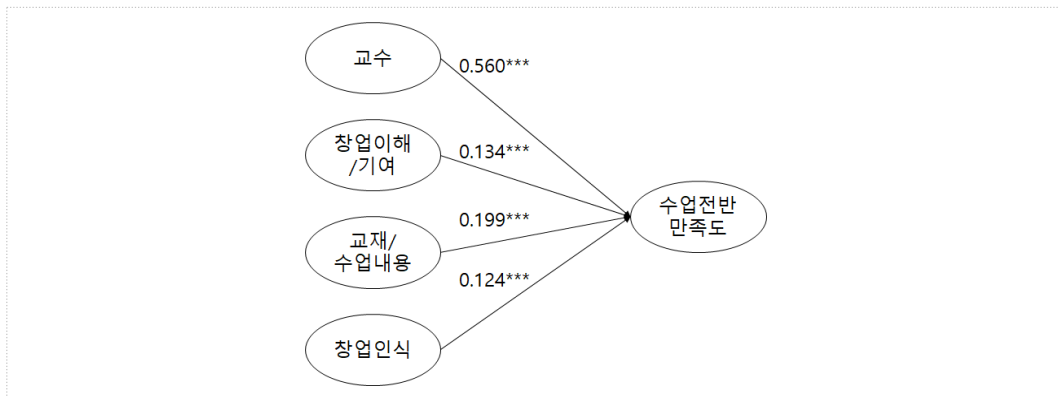 교수
0.560***
창업이해
/기여
0.134***
교재/
수업내용
0.199***
창업인식
0.124***
수업전반
만족도